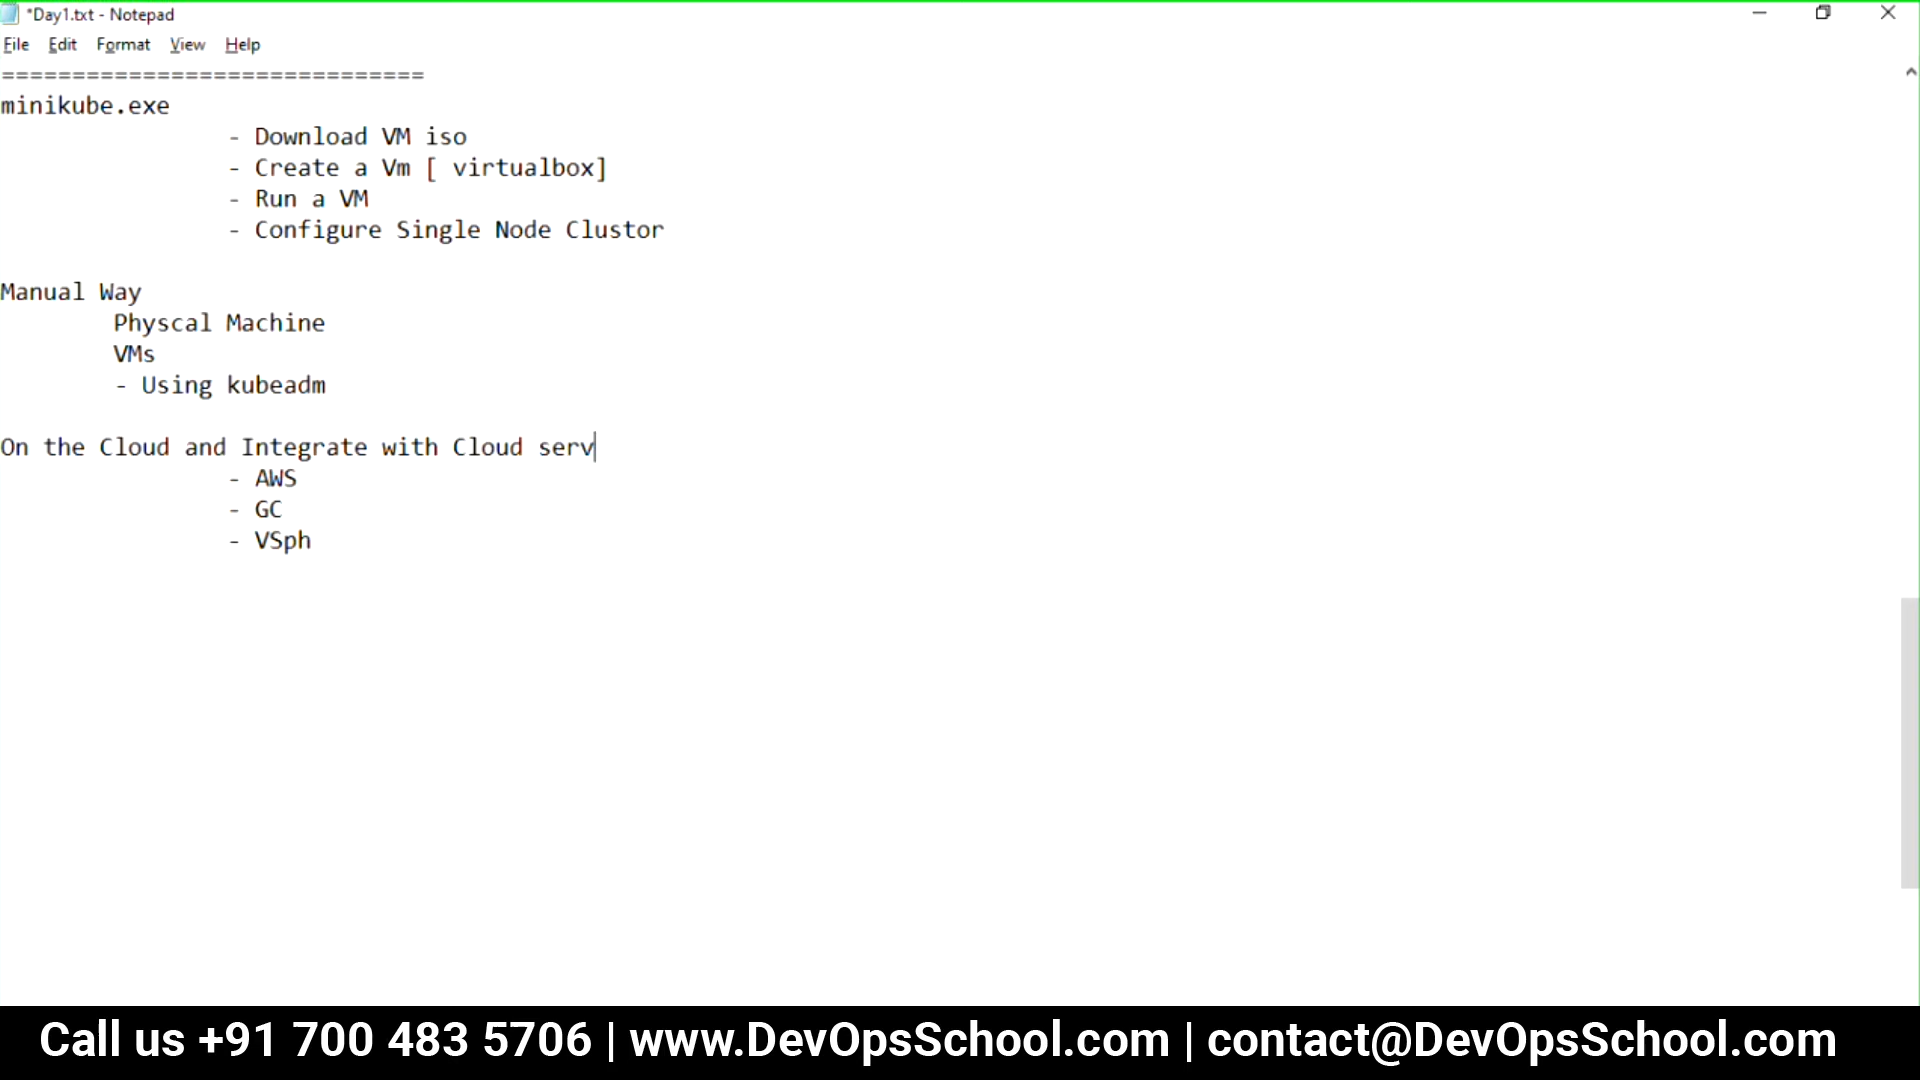 *Day1.txt - Notepad
File Edit Format View Help
==============================
minikube.exe
- Download VM iso
- Create a Vm [ virtualbox]
- Run a VM
- Configure Single Node Clustor
Manual Way
Physcal Machine
VMs
- Using kubeadm
On the Cloud and Integrate with Cloud serv
- AWS
- GC
- VSph
Call us +91 700 483 5706 | www.DevOpsSchool.com | contact@DevOpsSchool.com